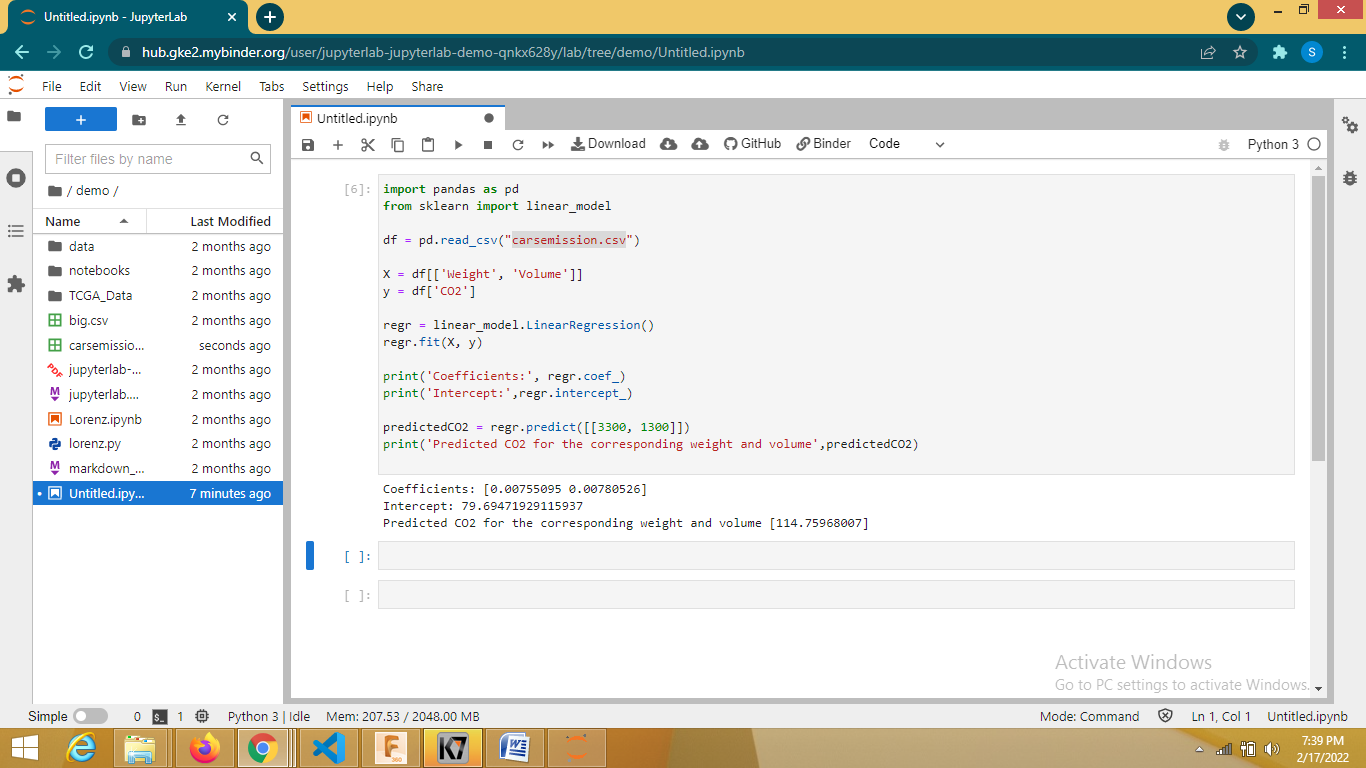 Untitled.ipynb - JupyterLab
hub.gke2.mybinder.org/user/jupyterlab-jupyterlab-demo-qnkx628y/lab/tree/demo/Untitled.ipynb
S
File Edit View Run Kernel Tabs Settings Help Share
Filter files by name
/ demo /
Name Last Modified
data 2 months ago
notebooks 2 months ago
TCGA_Data 2 months ago
big.csv 2 months ago
carsemissio... seconds ago
jupyterlab-... 2 months ago
jupyterlab.... 2 months ago
Lorenz.ipynb 2 months ago
lorenz.py 2 months ago
markdown_... 2 months ago
Untitled.ipy... 7 minutes ago
Untitled.ipynb
Download GitHub Binder Code Python 3
[6]:
import pandas as pd
from sklearn import linear_model
df = pd.read_csv("carsemission.csv")
X = df[['Weight', 'Volume']]
y = df['CO2']
regr = linear_model.LinearRegression()
regr.fit(X, y)
print('Coefficients:', regr.coef_)
print('Intercept:',regr.intercept_)
predictedCO2 = regr.predict([[3300, 1300]])
print('Predicted CO2 for the corresponding weight and volume',predictedCO2)
Coefficients: [0.00755095 0.00780526]
Intercept: 79.69471929115937
Predicted CO2 for the corresponding weight and volume [114.75968007]
[ ]:
[ ]:
Activate Windows
Go to PC settings to activate Windows.
Simple 0 $_ 1 Python 3 | Idle Mem: 207.53 / 2048.00 MB Mode: Command Ln 1, Col 1 Untitled.ipynb
F
360
K7
W
7:39 PM
2/17/2022